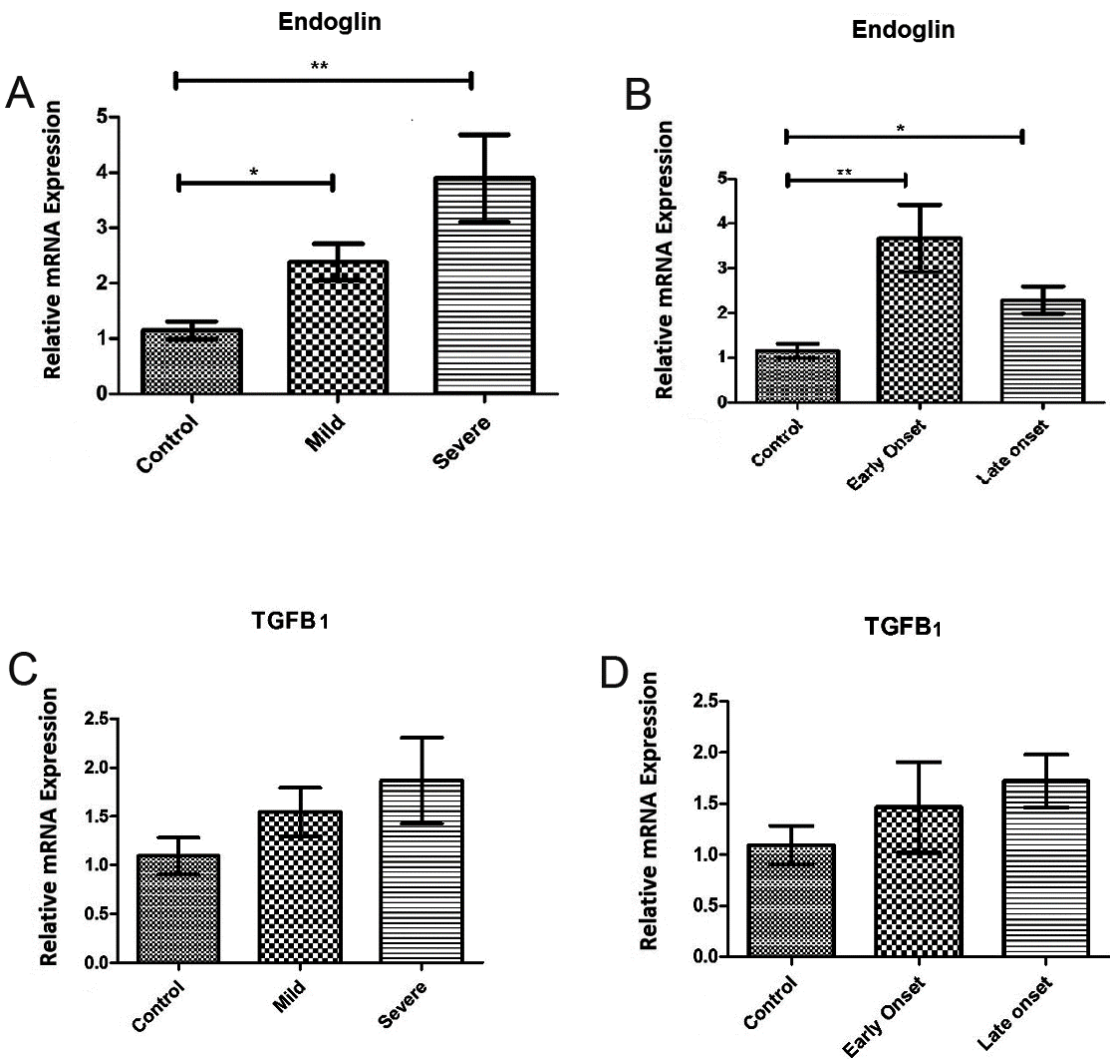 Endoglin
A
**
*
Relative mRNA Expression
5
4
3
2
1
0
Control
Mild
Severe
Endoglin
B
*
**
Relative mRNA Expression
5
4
3
2
1
0
Control
Early Onset
Late onset
TGFB1
C
Relative mRNA Expression
2.5
2.0
1.5
1.0
0.5
0.0
Control
Mild
Severe
TGFB1
D
Relative mRNA Expression
2.5
2.0
1.5
1.0
0.5
0.0
Control
Early Onset
Late onset